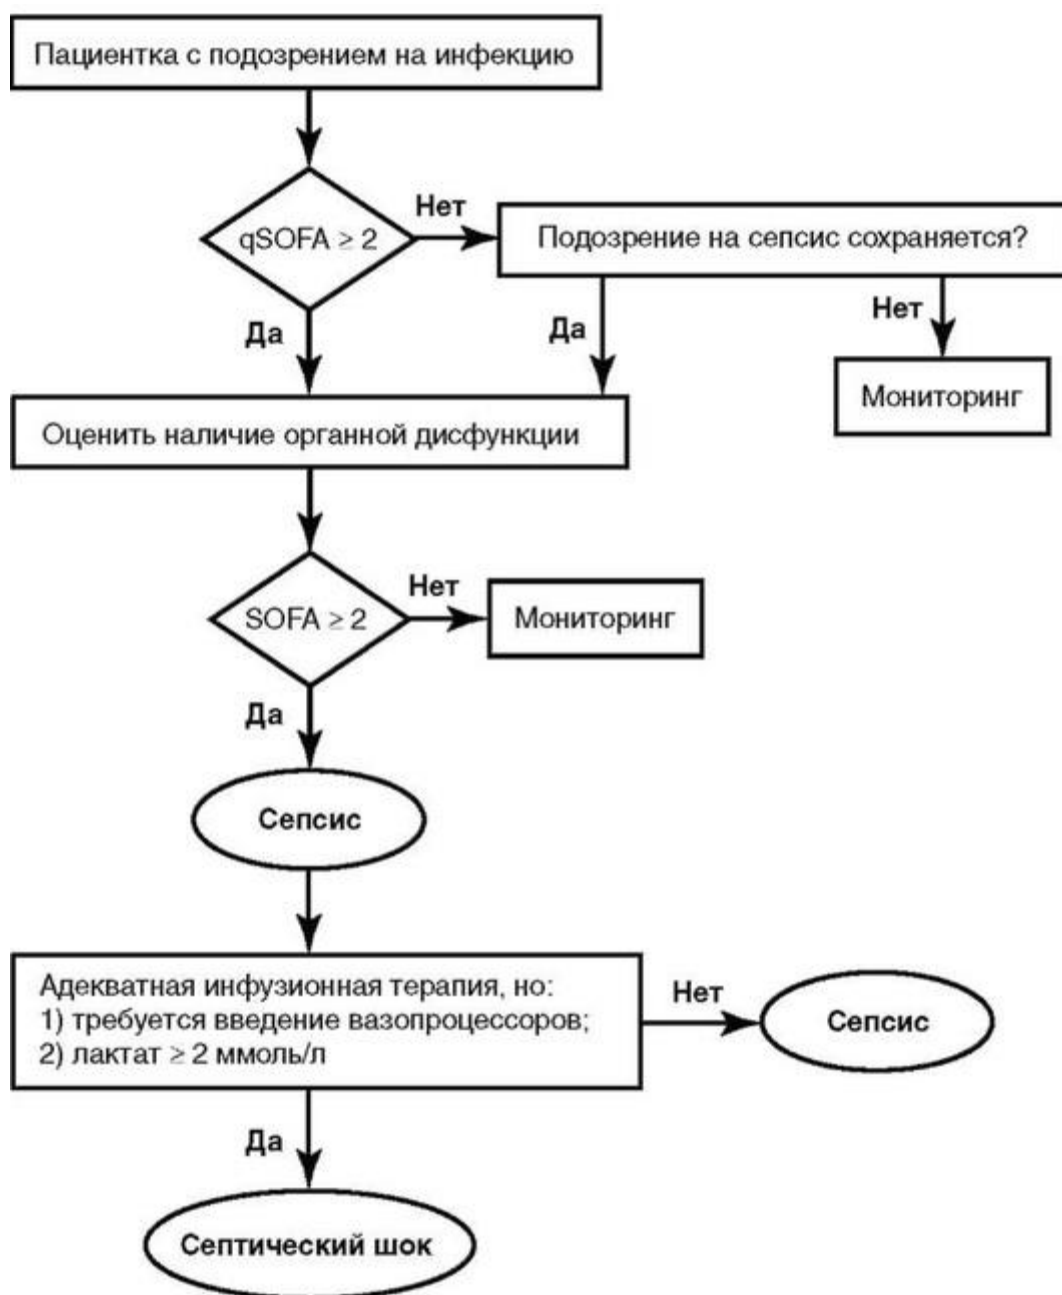 Пациентка с подозрением на инфекцию
qSOFA ≥ 2
Нет
Подозрение на сепсис сохраняется?
Да
Да
Нет
Мониторинг
Оценить наличие органной дисфункции
SOFA ≥ 2
Нет
Мониторинг
Да
Сепсис
Адекватная инфузионная терапия, но:
1) требуется введение вазопроцессоров;
2) лактат ≥ 2 ммоль/л
Нет
Сепсис
Да
Септический шок